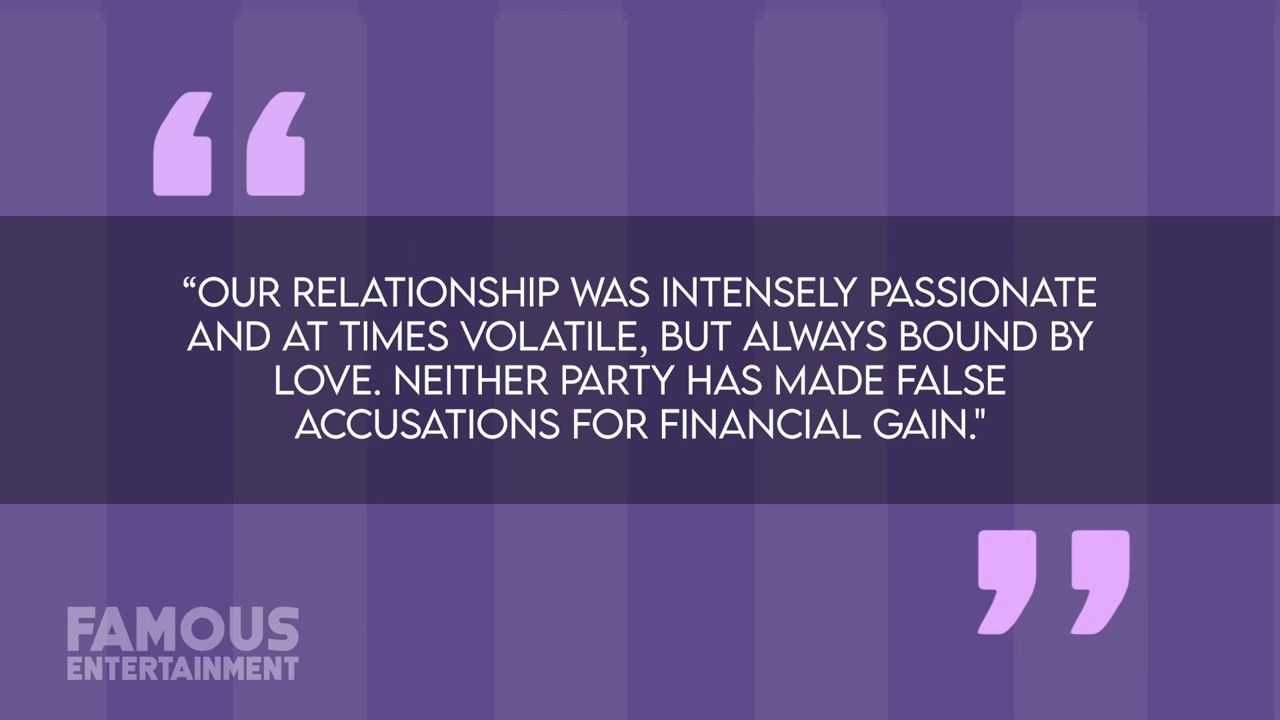 “OUR RELATIONSHIP WAS INTENSELY PASSIONATE
AND AT TIMES VOLATILE, BUT ALWAYS BOUND BY
LOVE. NEITHER PARTY HAS MADE FALSE
ACCUSATIONS FOR FINANCIAL GAIN."
FAMOUS
ENTERTAINMENT